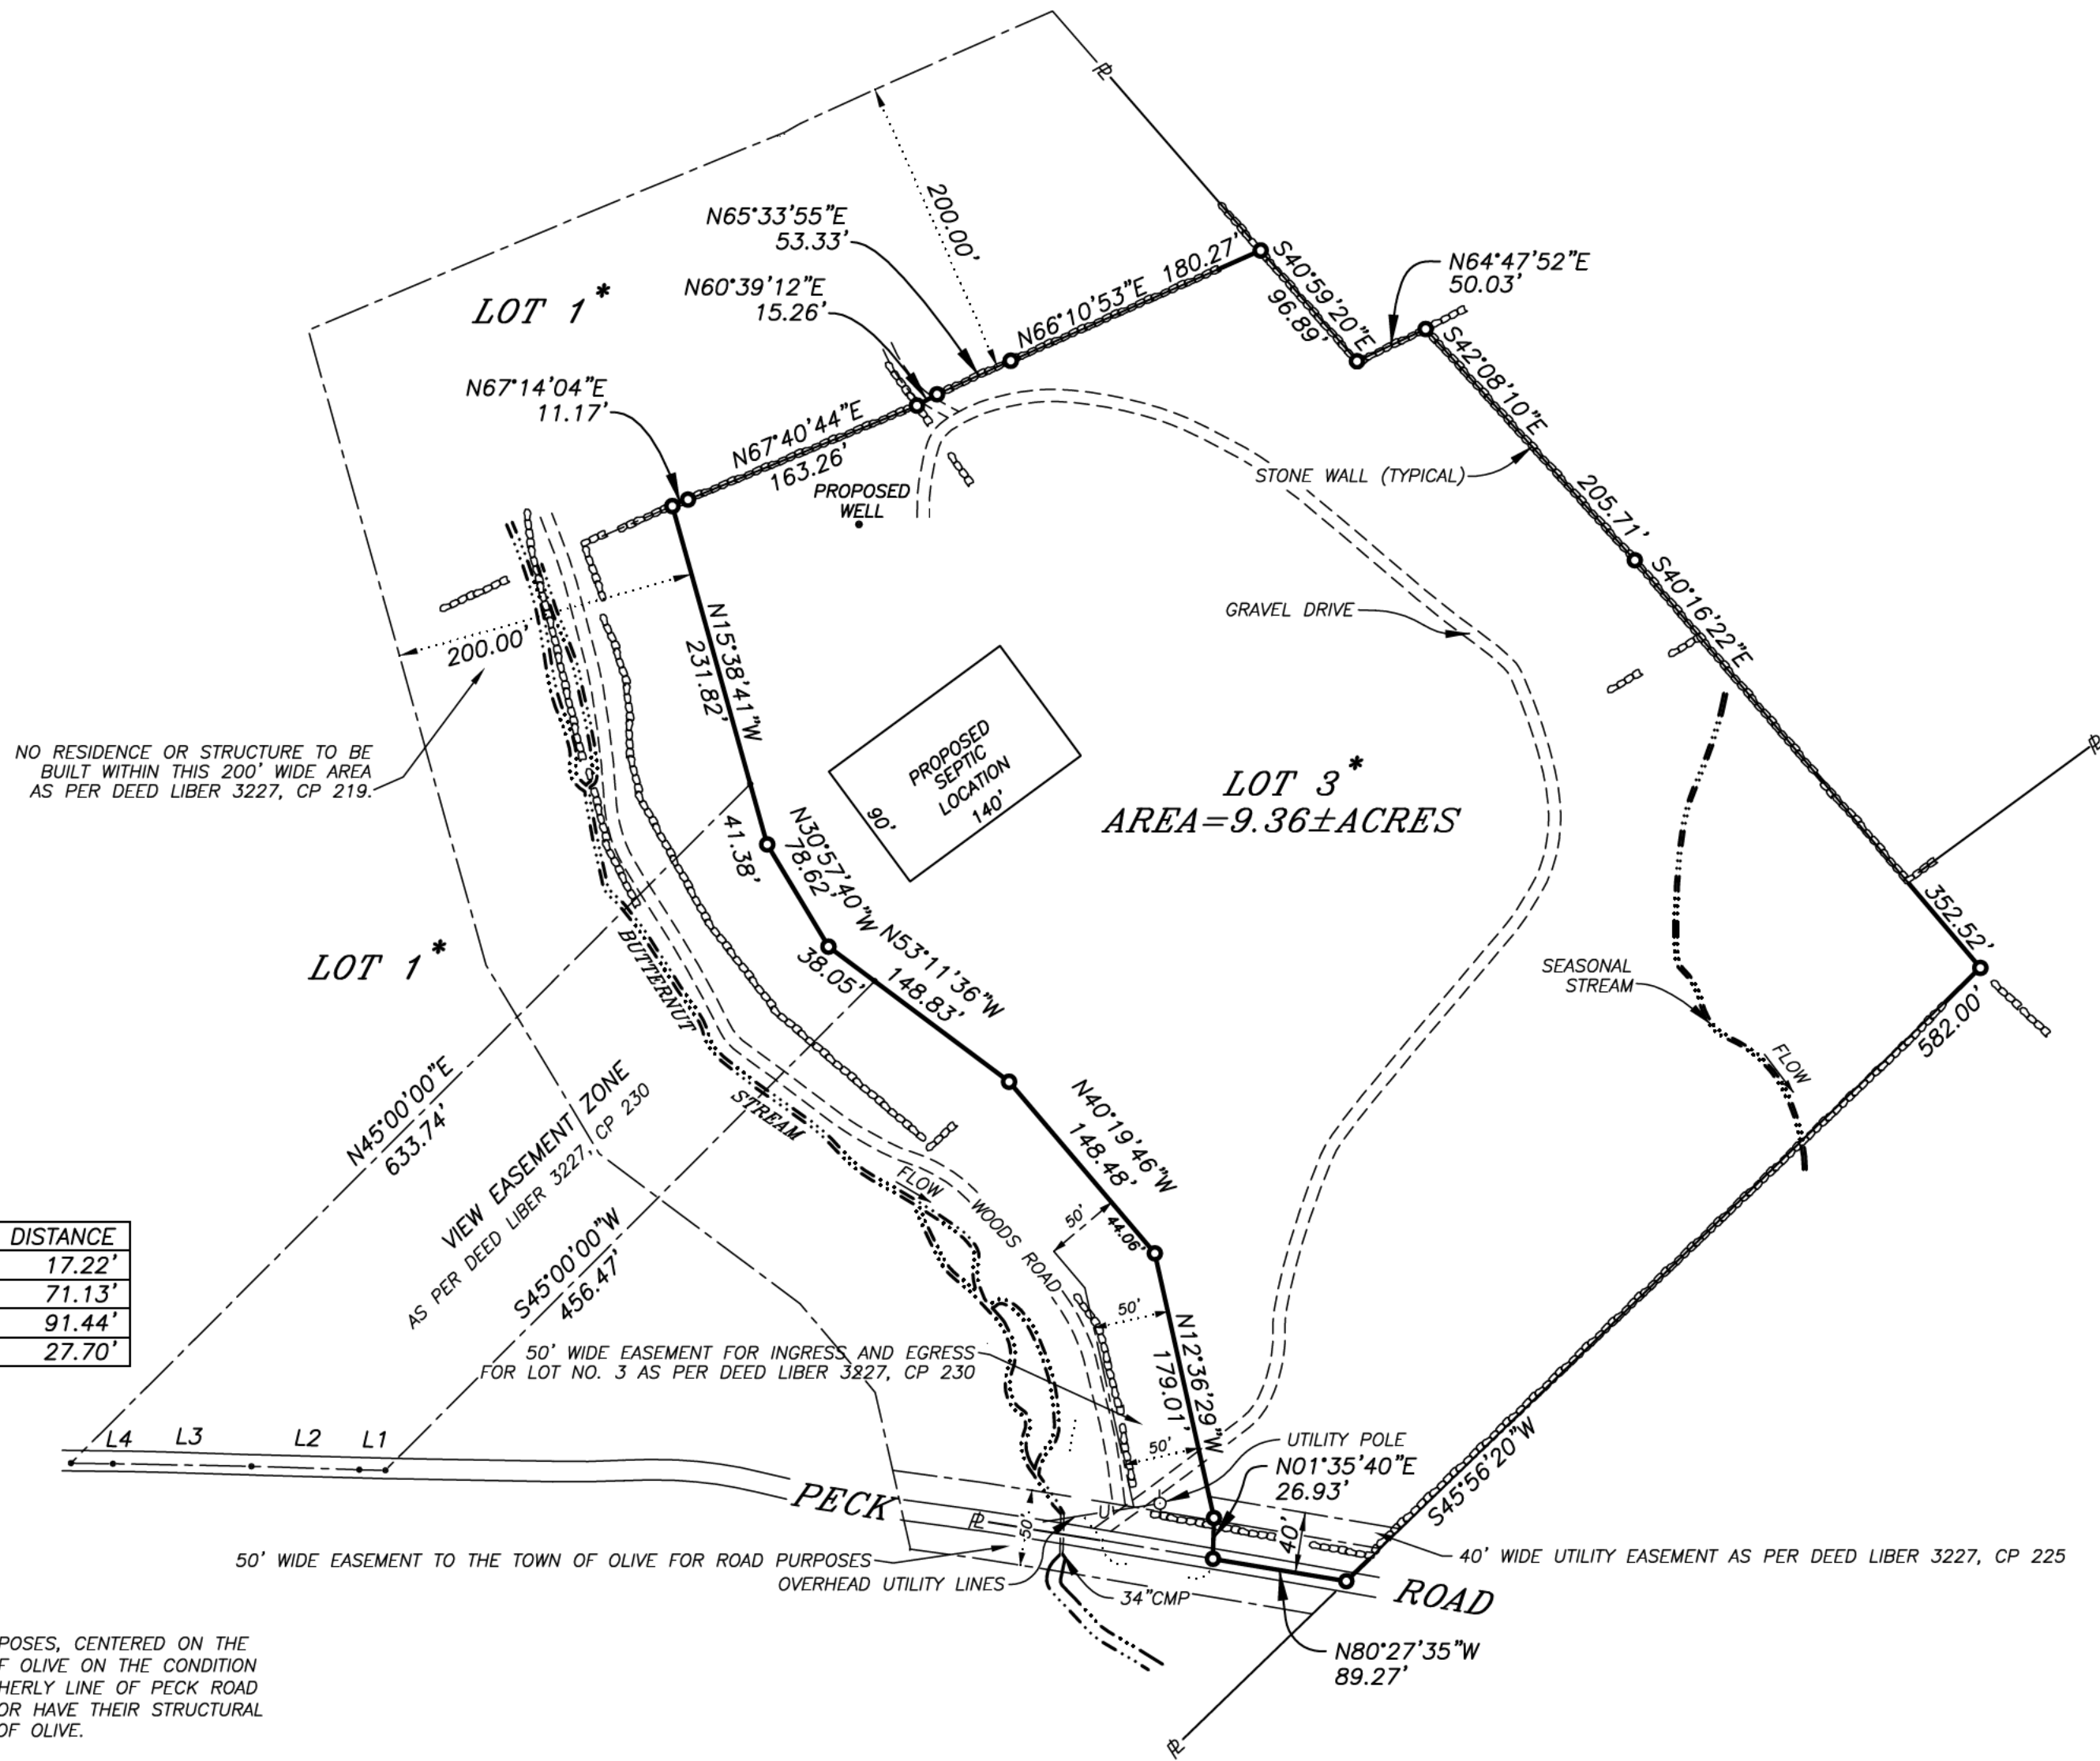 200.00'
N65°33'55"E
53.33'
N60°39'12"E
15.26'
LOT 1*
N67°14'04"E
11.17'
N66°10'53"E 180.27'
S40°59'20"E
96.89'
N64°47'52"E
50.03'
S42°08'10"E
205.71'
N67°40'44"E
163.26'
PROPOSED
WELL
STONE WALL (TYPICAL)
GRAVEL DRIVE
S40°16'22"E
352.52'
N15°38'41"W
231.82'
200.00'
NO RESIDENCE OR STRUCTURE TO BE
BUILT WITHIN THIS 200' WIDE AREA
AS PER DEED LIBER 3227, CP 219.
PROPOSED
SEPTIC
LOCATION
140'
90'
LOT 3*
AREA=9.36±ACRES
41.38'
N30°57'40"W
78.62'
38.05'
N53°11'36"W
148.83'
LOT 1*
BUTTERNUT
STREAM
SEASONAL
STREAM
FLOW
582.00'
N45°00'00"E
633.74'
VIEW EASEMENT ZONE
AS PER DEED LIBER 3227, CP 230
S45°00'00"W
456.47'
N40°19'46"W
148.48'
FLOW
WOODS ROAD
50'
44.06'
50'
N12°36'29"W
179.01'
50'
DISTANCE
17.22'
71.13'
91.44'
27.70'
50' WIDE EASEMENT FOR INGRESS AND EGRESS
FOR LOT NO. 3 AS PER DEED LIBER 3227, CP 230
L4 L3 L2 L1
UTILITY POLE
N01°35'40"E
26.93'
S45°56'20"W
PECK
U
50'
40'
50' WIDE EASEMENT TO THE TOWN OF OLIVE FOR ROAD PURPOSES
OVERHEAD UTILITY LINES
34"CMP
40' WIDE UTILITY EASEMENT AS PER DEED LIBER 3227, CP 225
ROAD
N80°27'35"W
89.27'
POSES, CENTERED ON THE
F OLIVE ON THE CONDITION
HERLY LINE OF PECK ROAD
OR HAVE THEIR STRUCTURAL
OF OLIVE.